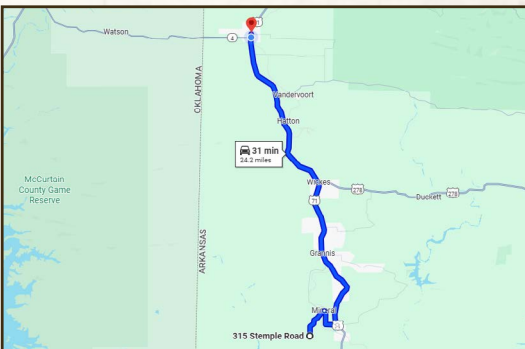 Watson
4
71
OKLAHOMA
Vandervoort
Hatton
31 min
24.2 miles
McCurtain
County Game
Reserve
Wickes
278
Duckett
278
71
ARKANSAS
Grannis
315 Stemple Road